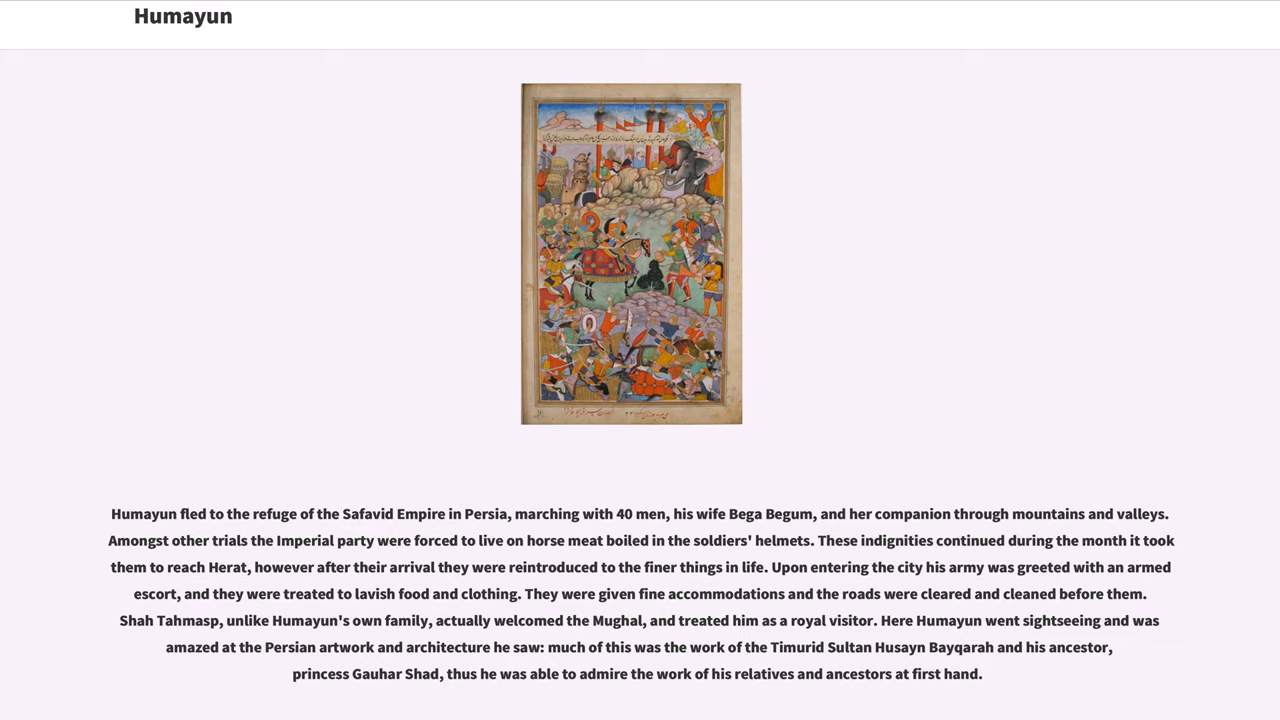 Humayun
Humayun fled to the refuge of the Safavid Empire in Persia, marching with 40 men, his wife Bega Begum, and her companion through mountains and valleys.
Amongst other trials the Imperial party were forced to live on horse meat boiled in the soldiers' helmets. These indignities continued during the month it took
them to reach Herat, however after their arrival they were reintroduced to the finer things in life. Upon entering the city his army was greeted with an armed
escort, and they were treated to lavish food and clothing. They were given fine accommodations and the roads were cleared and cleaned before them.
Shah Tahmasp, unlike Humayun's own family, actually welcomed the Mughal, and treated him as a royal visitor. Here Humayun went sightseeing and was
amazed at the Persian artwork and architecture he saw: much of this was the work of the Timurid Sultan Husayn Bayqarah and his ancestor,
princess Gauhar Shad, thus he was able to admire the work of his relatives and ancestors at first hand.